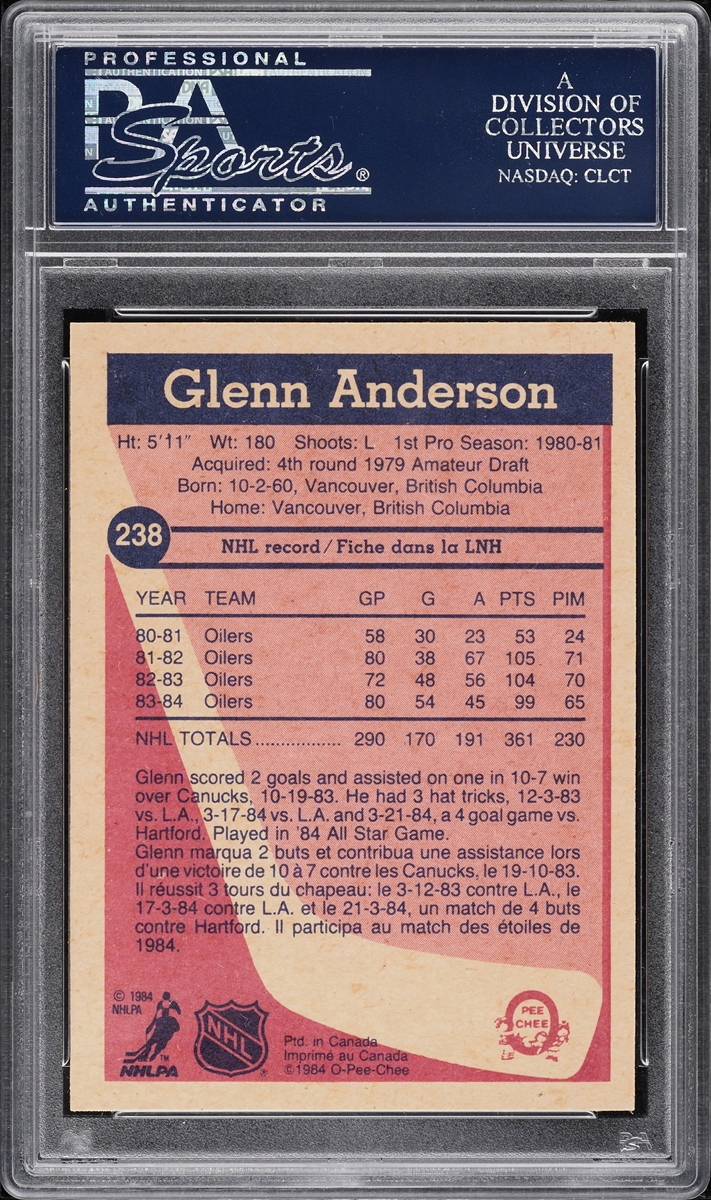 PROFESSIONAL
PSA
Sports®
AUTHENTICATOR
A
DIVISION OF
COLLECTORS
UNIVERSE
NASDAQ: CLCT
Glenn Anderson
Ht: 5'11" Wt: 180 Shoots: L 1st Pro Season: 1980-81
Acquired: 4th round 1979 Amateur Draft
Born: 10-2-60, Vancouver, British Columbia
Home: Vancouver, British Columbia
238
NHL record/Fiche dans la LNH
YEAR TEAM GP G A PTS PIM
80-81 Oilers 58 30 23 53 24
81-82 Oilers 80 38 67 105 71
82-83 Oilers 72 48 56 104 70
83-84 Oilers 80 54 45 99 65
NHL TOTALS................. 290 170 191 361 230
Glenn scored 2 goals and assisted on one in 10-7 win
over Canucks, 10-19-83. He had 3 hat tricks, 12-3-83
vs. L.A., 3-17-84 vs. L.A. and 3-21-84, a 4 goal game vs.
Hartford. Played in '84 All Star Game.
Glenn marqua 2 buts et contribua une assistance lors
d'une victoire de 10 à 7 contre les Canucks, le 19-10-83.
Il réussit 3 tours du chapeau: le 3-12-83 contre L.A., le
17-3-84 contre L.A. et le 21-3-84, un match de 4 buts
contre Hartford. Il participa au match des étoiles de
1984.
© 1984
NHLPA
TM
NHLPA
NHL
®
Ptd. in Canada
Imprimé au Canada
©1984 O-Pee-Chee
O
PEE
CHEE
PSA